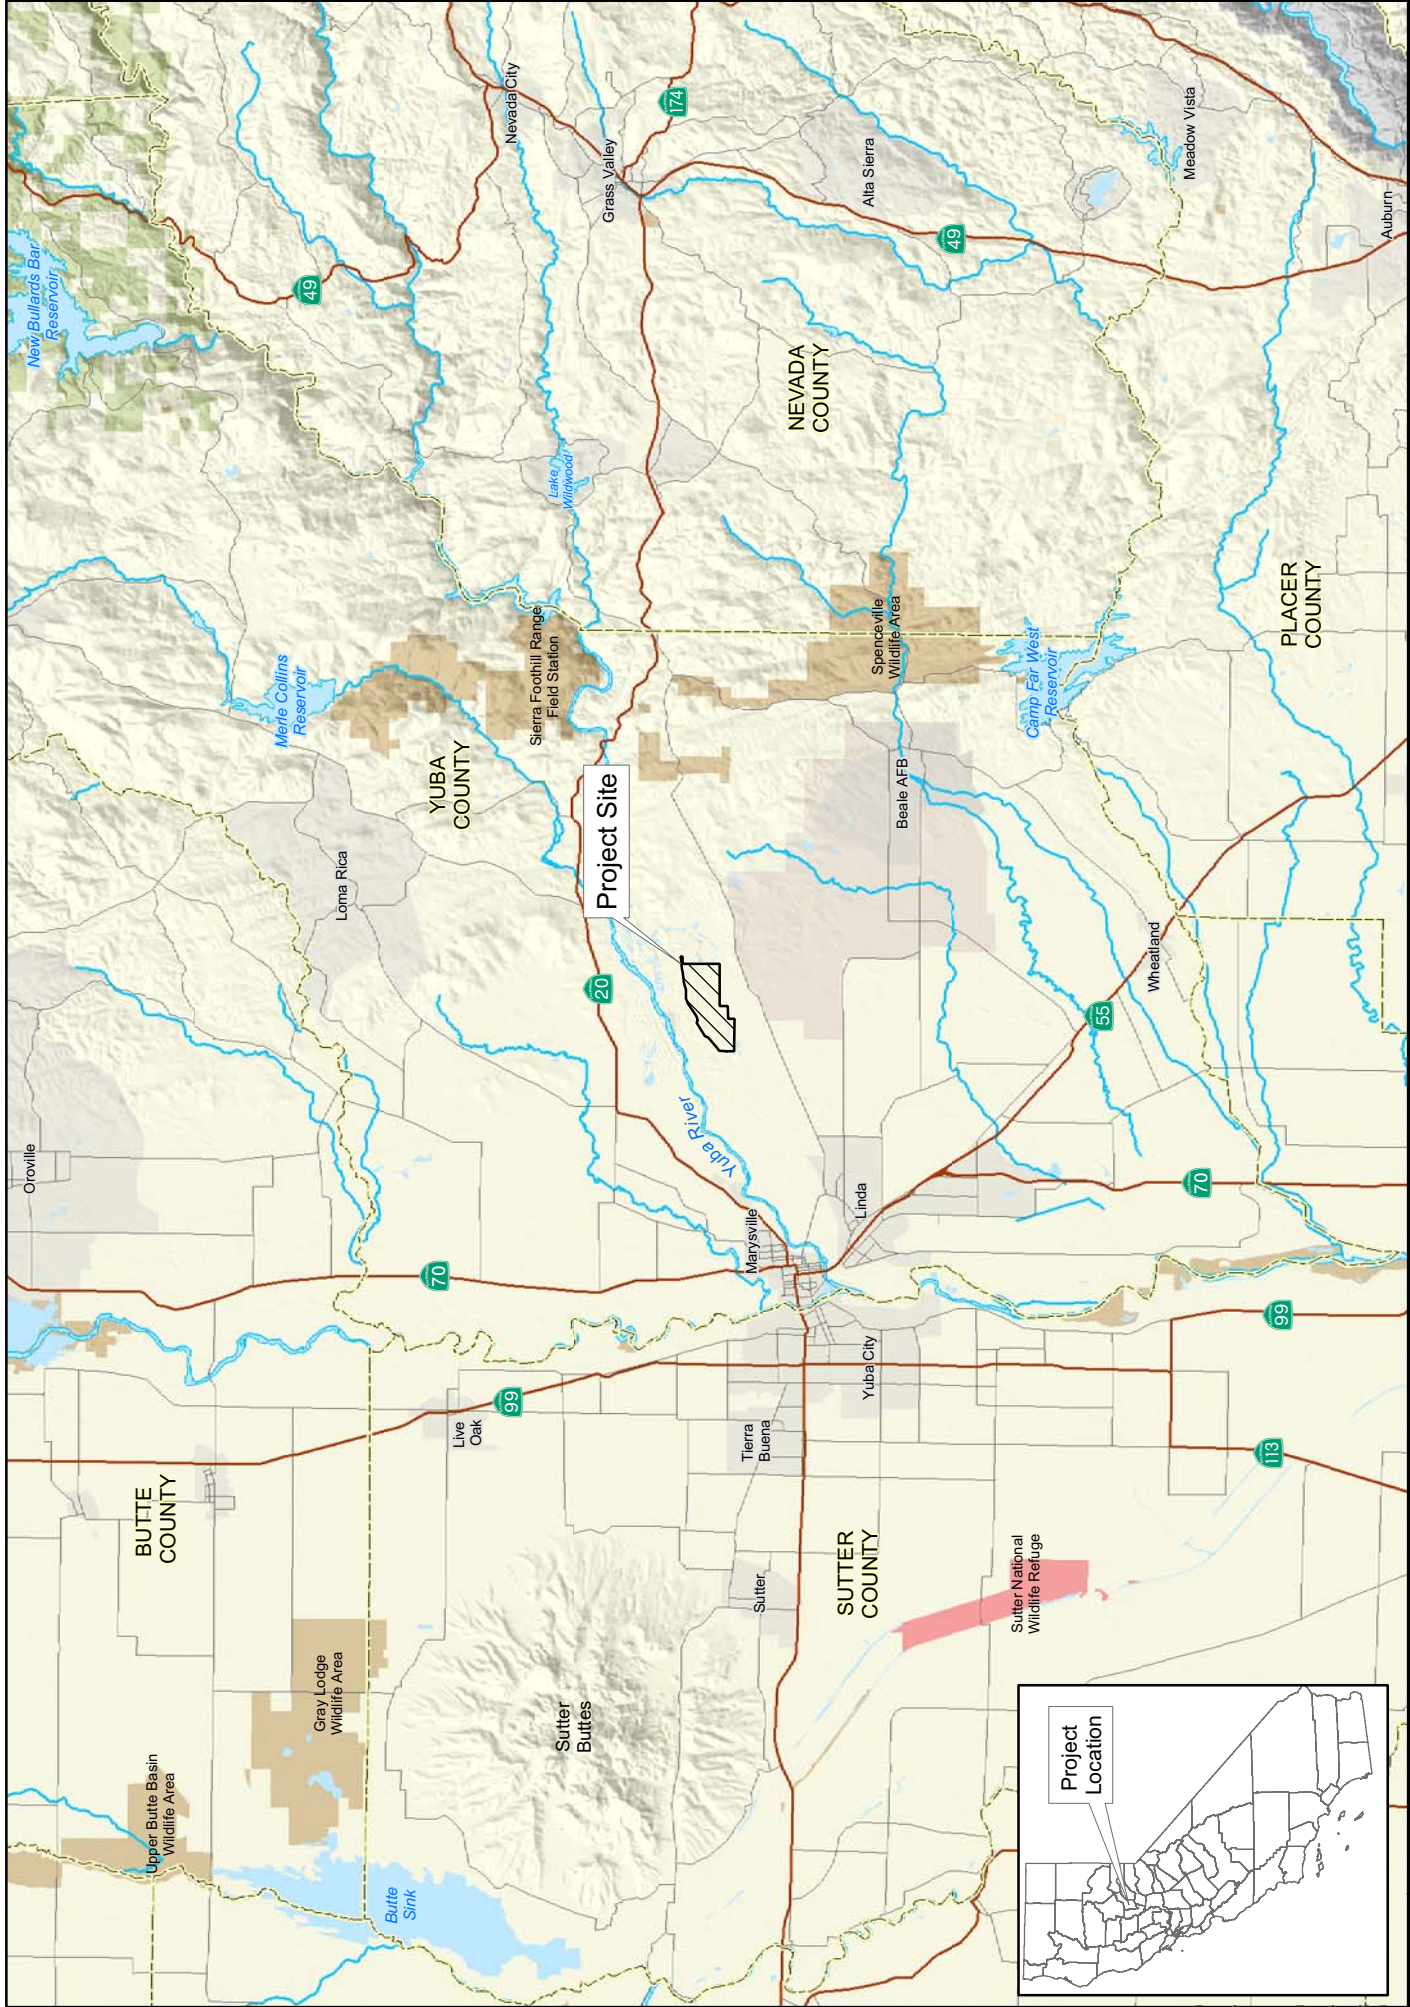 Oroville
New Bullards Bar
Reservoir
Upper Butte Basin
Wildlife Area
BUTTE
COUNTY
Merle Collins
Reservoir
49
Gray Lodge
Wildlife Area
Loma Rica
Butte
Sink
70
YUBA
COUNTY
Live
Oak
99
Nevada City
Sierra Foothill Range
Field Station
Lake
Wildwood
Sutter
Buttes
20
Project Site
Grass Valley
174
Yuba River
Marysville
Tierra
Buena
Sutter
NEVADA
COUNTY
SUTTER
COUNTY
Yuba City
Linda
Spenceville
Wildlife Area
Alta Sierra
Beale AFB
49
Sutter National
Wildlife Refuge
Camp Far West
Reservoir
Project
Location
55
Wheatland
Meadow Vista
70
113
99
PLACER
COUNTY
Auburn